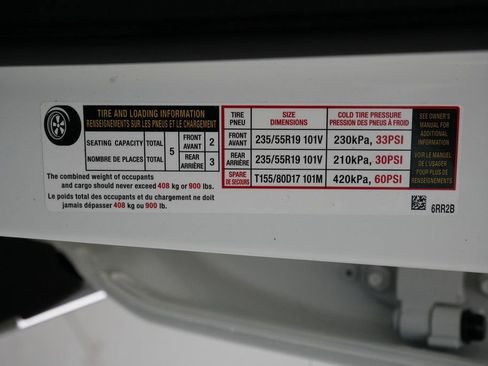 TIRE AND LOADING INFORMATION
RENSEIGNEMENTS SUR LES PNEUS ET LE CHARGEMENT
SEATING CAPACITY TOTAL 5 FRONT AVANT 2
NOMBRE DE PLACES TOTAL REAR ARRIÈRE 3
The combined weight of occupants
and cargo should never exceed 408 kg or 900 lbs.
Le poids total des occupants et du chargement ne doit
jamais dépasser 408 kg ou 900 lb.
TIRE PNEU SIZE DIMENSIONS COLD TIRE PRESSURE PRESSION DES PNEUS À FROID
FRONT AVANT 235/55R19 101V 230kPa, 33PSI
REAR ARRIÈRE 235/55R19 101V 210kPa, 30PSI
SPARE DE SECOURS T155/80D17 101M 420kPa, 60PSI
SEE OWNER'S
MANUAL FOR
ADDITIONAL
INFORMATION
VOIR LE MANUEL
DE L'USAGER
POUR PLUS DE
RENSEIGNEMENTS
6RR2B